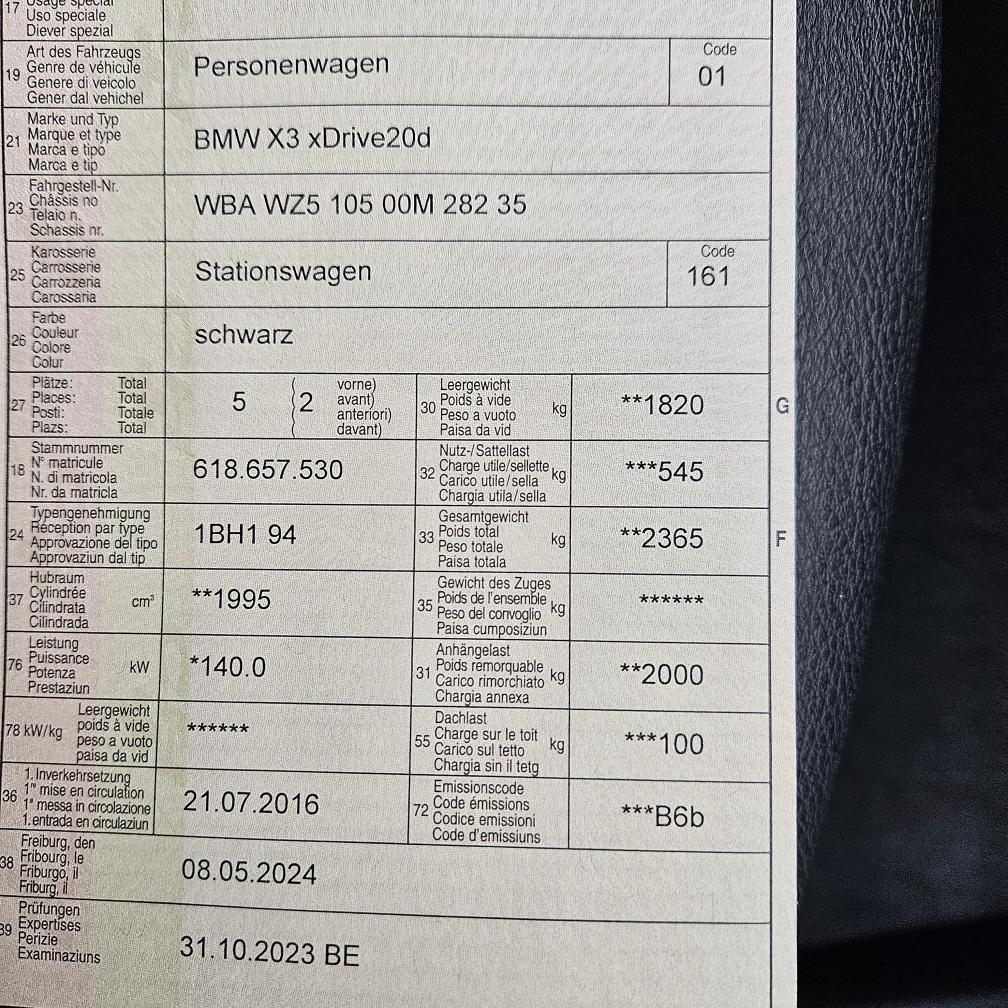 17 Usage spécial
Uso speciale
Diever spezial
19 Art des Fahrzeugs
Genre de véhicule
Genere di veicolo
Gener dal vehichel
Personenwagen
Code
01
21 Marke und Typ
Marque et type
Marca e tipo
Marca e tip
BMW X3 xDrive20d
23 Fahrgestell-Nr.
Châssis no
Telaio n.
Schassis nr.
WBA WZ5 105 00M 282 35
25 Karosserie
Carrosserie
Carrozzeria
Carossaria
Stationswagen
Code
161
26 Farbe
Couleur
Colore
Colur
schwarz
27 Plätze: Total
Places: Total
Posti: Totale
Plazs: Total
5 (2 vorne)
avant)
anteriori)
davant)
30 Leergewicht
Poids à vide
Peso a vuoto
Paisa da vid
kg
**1820
G
18 Stammnummer
N° matricule
N. di matricola
Nr. da matricla
618.657.530
32 Nutz-/Sattellast
Charge utile/sellette
Carico utile/sella
Chargia utila/sella
kg
***545
24 Typengenehmigung
Réception par type
Approvazione del tipo
Approvaziun dal tip
1BH1 94
33 Gesamtgewicht
Poids total
Peso totale
Paisa totala
kg
**2365
F
37 Hubraum
Cylindrée
Cilindrata
Cilindrada
cm³
**1995
35 Gewicht des Zuges
Poids de l'ensemble
Peso del convoglio
Paisa cumposiziun
kg
******
76 Leistung
Puissance
Potenza
Prestaziun
kW
*140.0
31 Anhängelast
Poids remorquable
Carico rimorchiato
Chargia annexa
kg
**2000
78 kW/kg Leergewicht
poids à vide
peso a vuoto
paisa da vid
******
55 Dachlast
Charge sur le toit
Carico sul tetto
Chargia sin il tetg
kg
***100
36 1. Inverkehrsetzung
1re mise en circulation
1a messa in circolazione
1. entrada en circulaziun
21.07.2016
72 Emissionscode
Code émissions
Codice emissioni
Code d'emissiuns
***B6b
38 Freiburg, den
Fribourg, le
Friburgo, il
Friburg, il
08.05.2024
39 Prüfungen
Expertises
Perizie
Examinaziuns
31.10.2023 BE